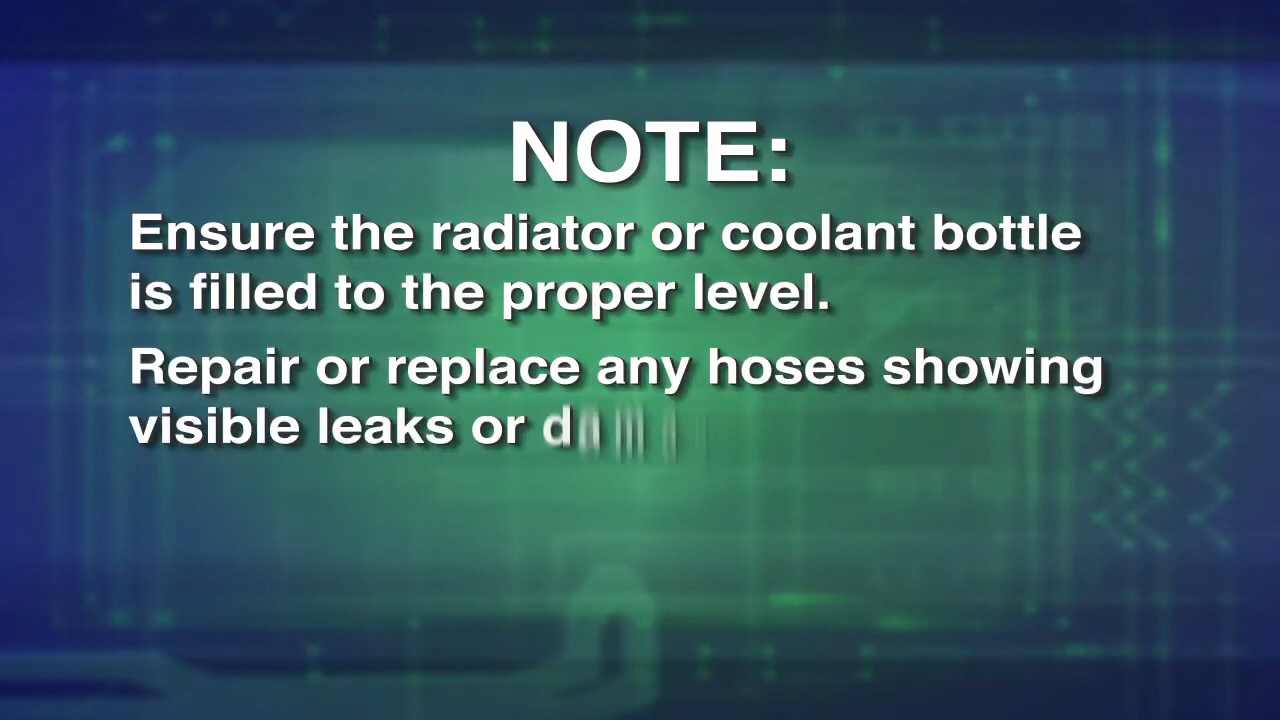 NOTE:
Ensure the radiator or coolant bottle
is filled to the proper level.
Repair or replace any hoses showing
visible leaks or